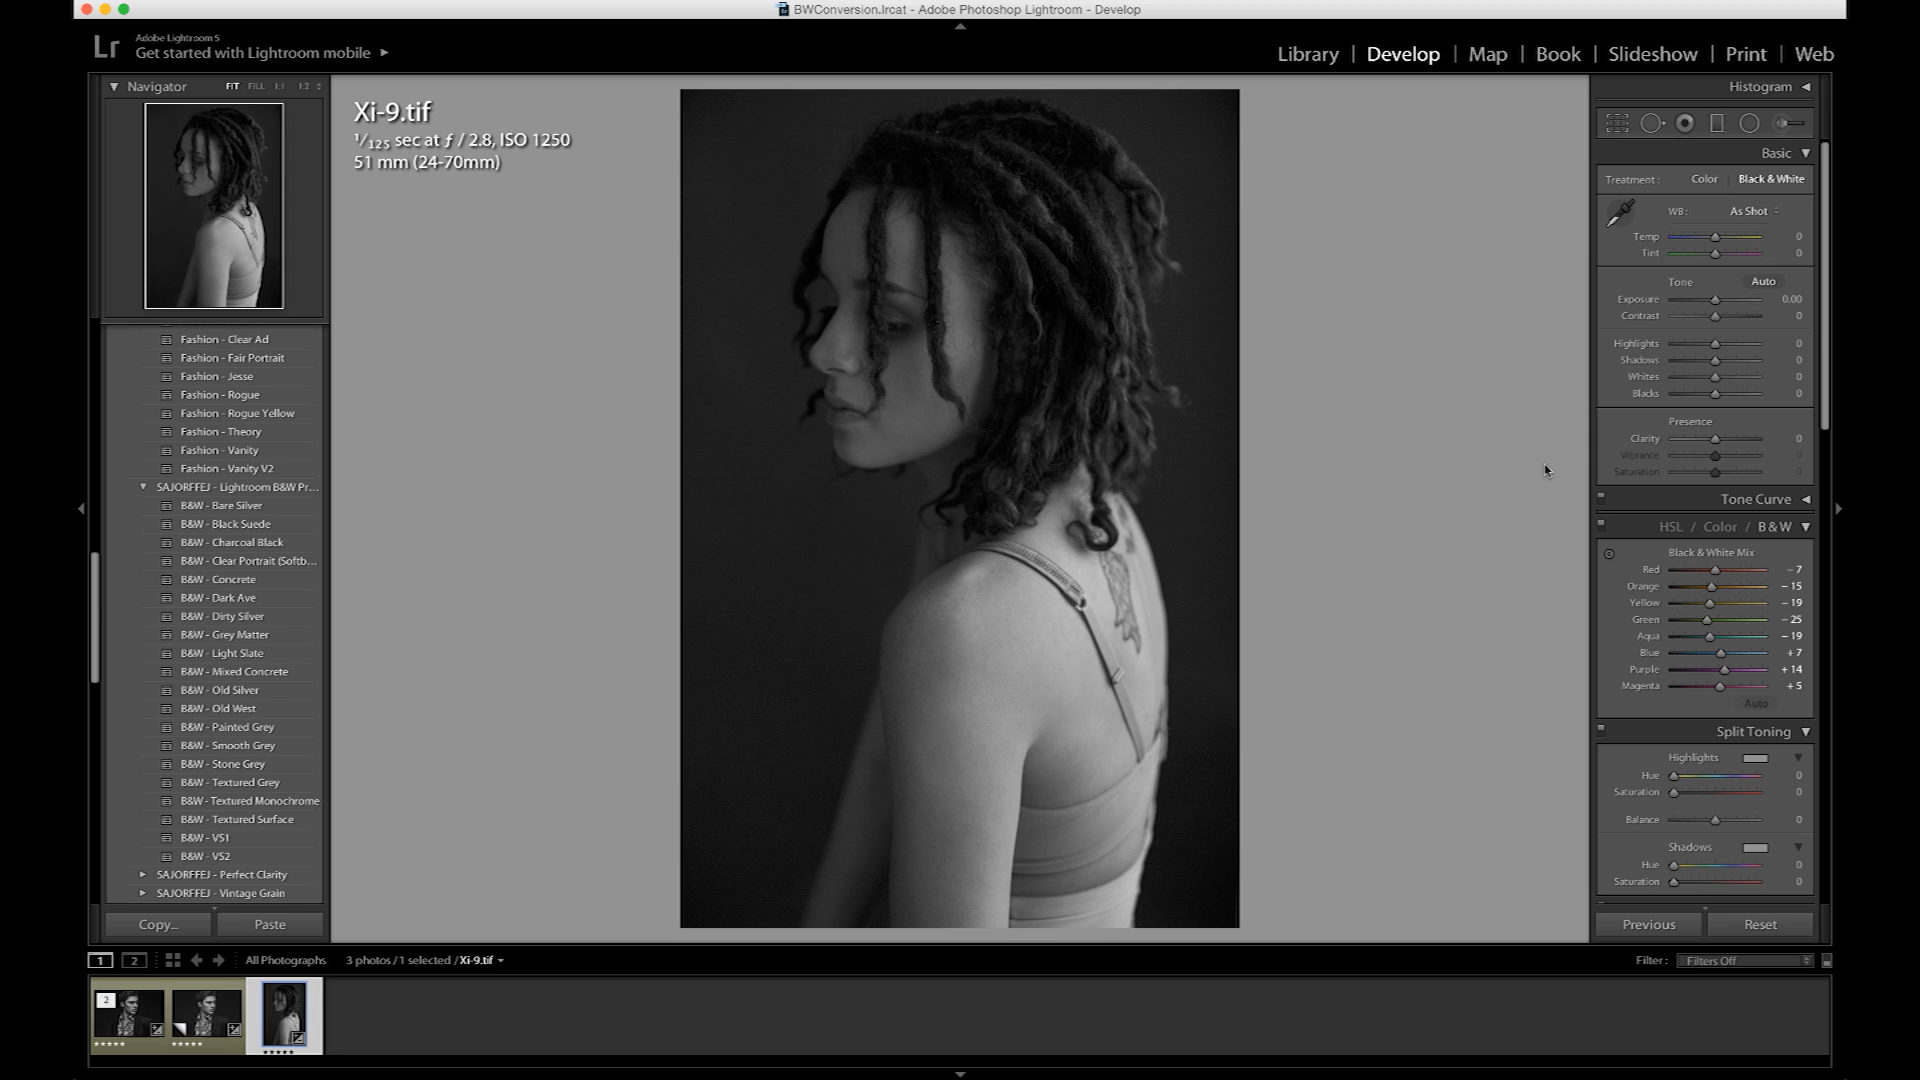 BWConversion.lrcat - Adobe Photoshop Lightroom - Develop
Lr
Adobe Lightroom 5
Get started with Lightroom mobile
Library | Develop | Map | Book | Slideshow | Print | Web
Navigator FIT FILL 1:1 1:2
Fashion - Clear Ad
Fashion - Fair Portrait
Fashion - Jesse
Fashion - Rogue
Fashion - Rogue Yellow
Fashion - Theory
Fashion - Vanity
Fashion - Vanity V2
SAJORFFEJ - Lightroom B&W Pr...
B&W - Bare Silver
B&W - Black Suede
B&W - Charcoal Black
B&W - Clear Portrait (Softb...
B&W - Concrete
B&W - Dark Ave
B&W - Dirty Silver
B&W - Grey Matter
B&W - Light Slate
B&W - Mixed Concrete
B&W - Old Silver
B&W - Old West
B&W - Painted Grey
B&W - Smooth Grey
B&W - Stone Grey
B&W - Textured Grey
B&W - Textured Monochrome
B&W - Textured Surface
B&W - VS1
B&W - VS2
SAJORFFEJ - Perfect Clarity
SAJORFFEJ - Vintage Grain
Copy... Paste
Xi-9.tif
1/125 sec at ƒ / 2.8, ISO 1250
51 mm (24-70mm)
Histogram
Basic
Treatment : Color | Black & White
WB : As Shot
Temp 0
Tint 0
Tone Auto
Exposure 0.00
Contrast 0
Highlights 0
Shadows 0
Whites 0
Blacks 0
Presence
Clarity 0
Vibrance 0
Saturation 0
Tone Curve
HSL / Color / B & W
Black & White Mix
Red - 7
Orange - 15
Yellow - 19
Green - 25
Aqua - 19
Blue + 7
Purple + 14
Magenta + 5
Auto
Split Toning
Highlights
Hue 0
Saturation 0
Balance 0
Shadows
Hue 0
Saturation 0
Previous Reset
1 2 All Photographs 3 photos / 1 selected / Xi-9.tif Filter : Filters Off
2